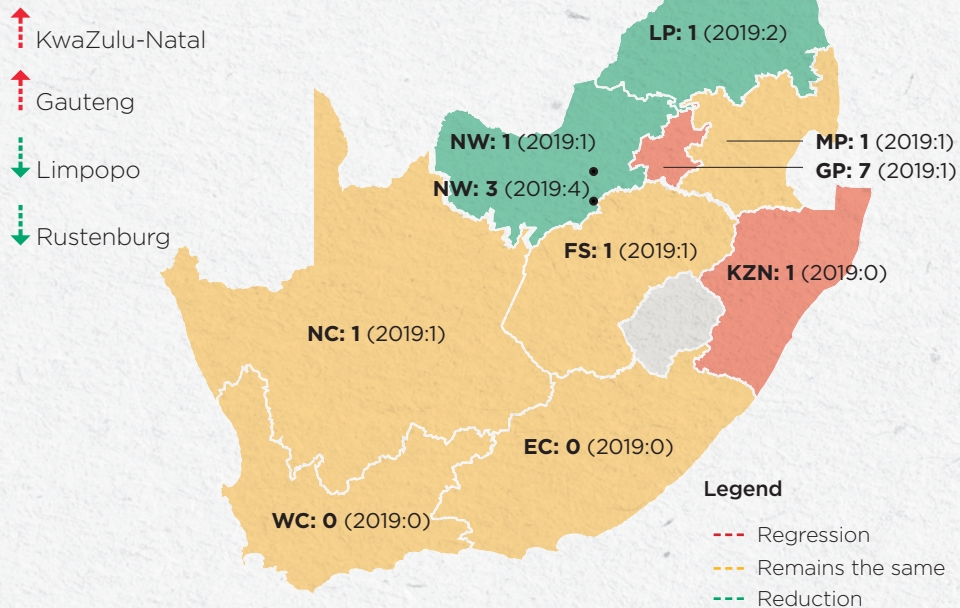 KwaZulu-Natal
Gauteng
Limpopo
Rustenburg
LP: 1 (2019:2)
NW: 1 (2019:1)
MP: 1 (2019:1)
GP: 7 (2019:1)
NW: 3 (2019:4)
FS: 1 (2019:1)
KZN: 1 (2019:0)
NC: 1 (2019:1)
EC: 0 (2019:0)
WC: 0 (2019:0)
Legend
Regression
Remains the same
Reduction